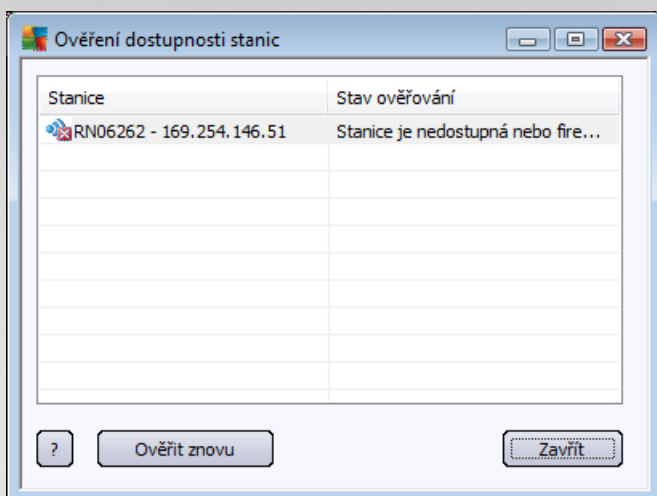 Ověření dostupnosti stanic
Stanice Stav ověřování
RN06262 - 169.254.146.51 Stanice je nedostupná nebo fire...
? Ověřit znovu Zavřít